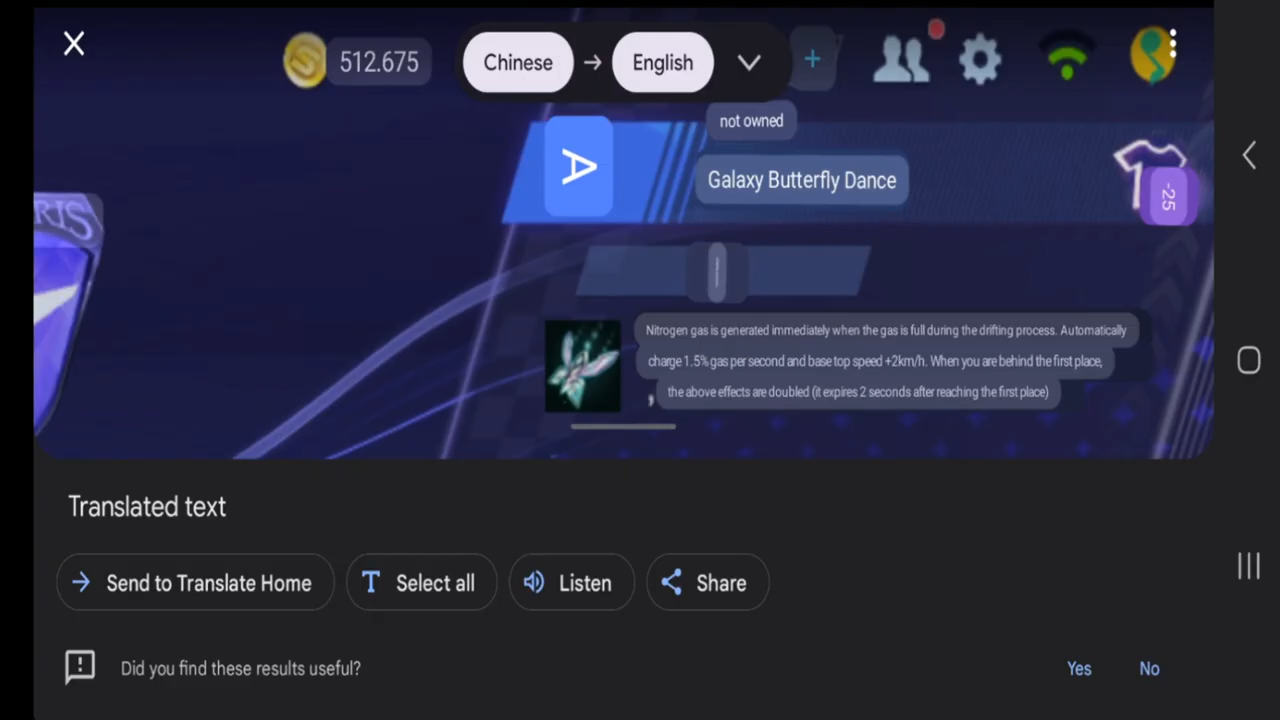 512.675
Chinese → English
not owned
A
Galaxy Butterfly Dance
-25
RIS
Nitrogen gas is generated immediately when the gas is full during the drifting process. Automatically
charge 1.5% gas per second and base top speed +2km/h. When you are behind the first place,
, the above effects are doubled (it expires 2 seconds after reaching the first place)
Translated text
Send to Translate Home
Select all
Listen
Share
Did you find these results useful?
Yes
No